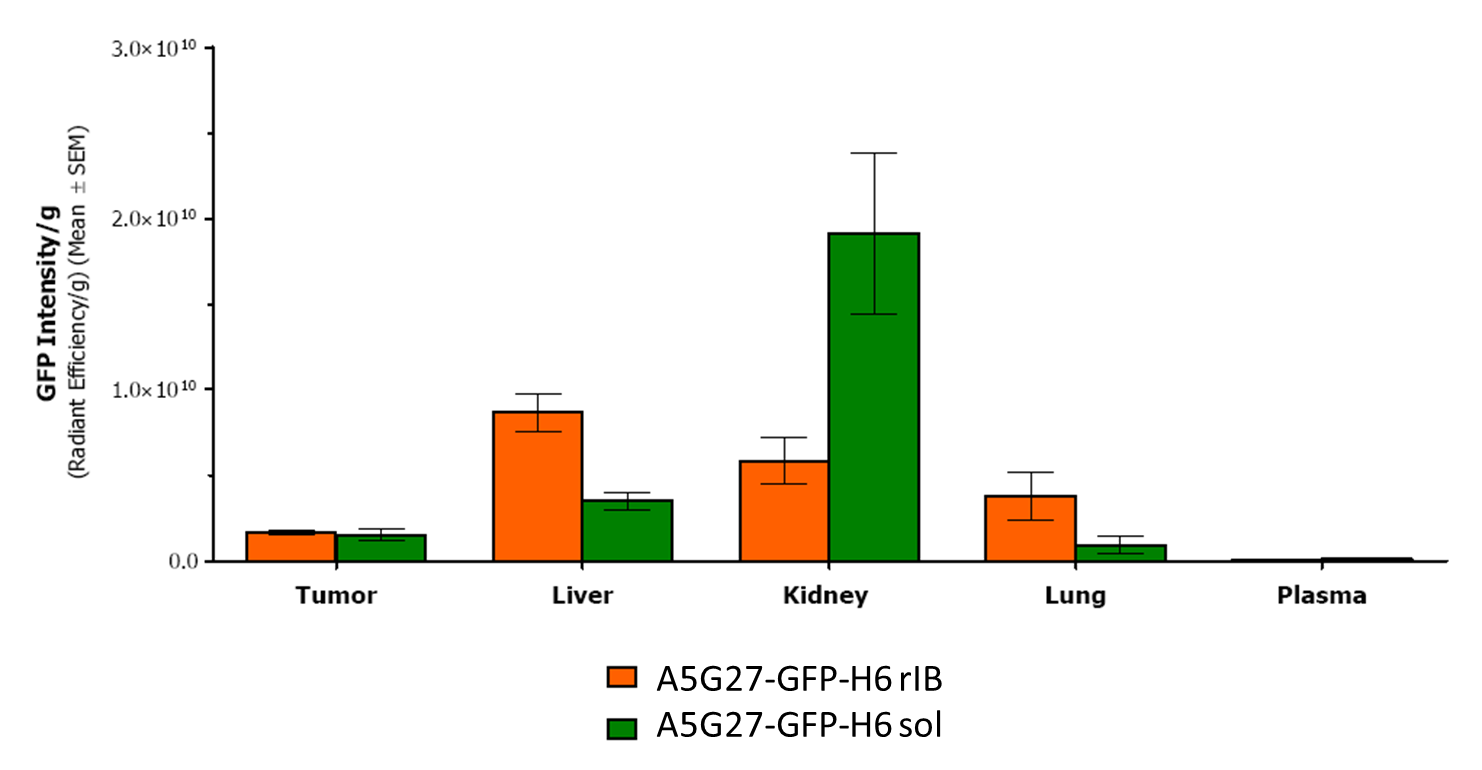 3.0×10¹⁰
2.0×10¹⁰
1.0×10¹⁰
0.0
GFP Intensity/g
(Radiant Efficiency/g) (Mean ± SEM)
Tumor Liver Kidney Lung Plasma
A5G27-GFP-H6 rIB
A5G27-GFP-H6 sol